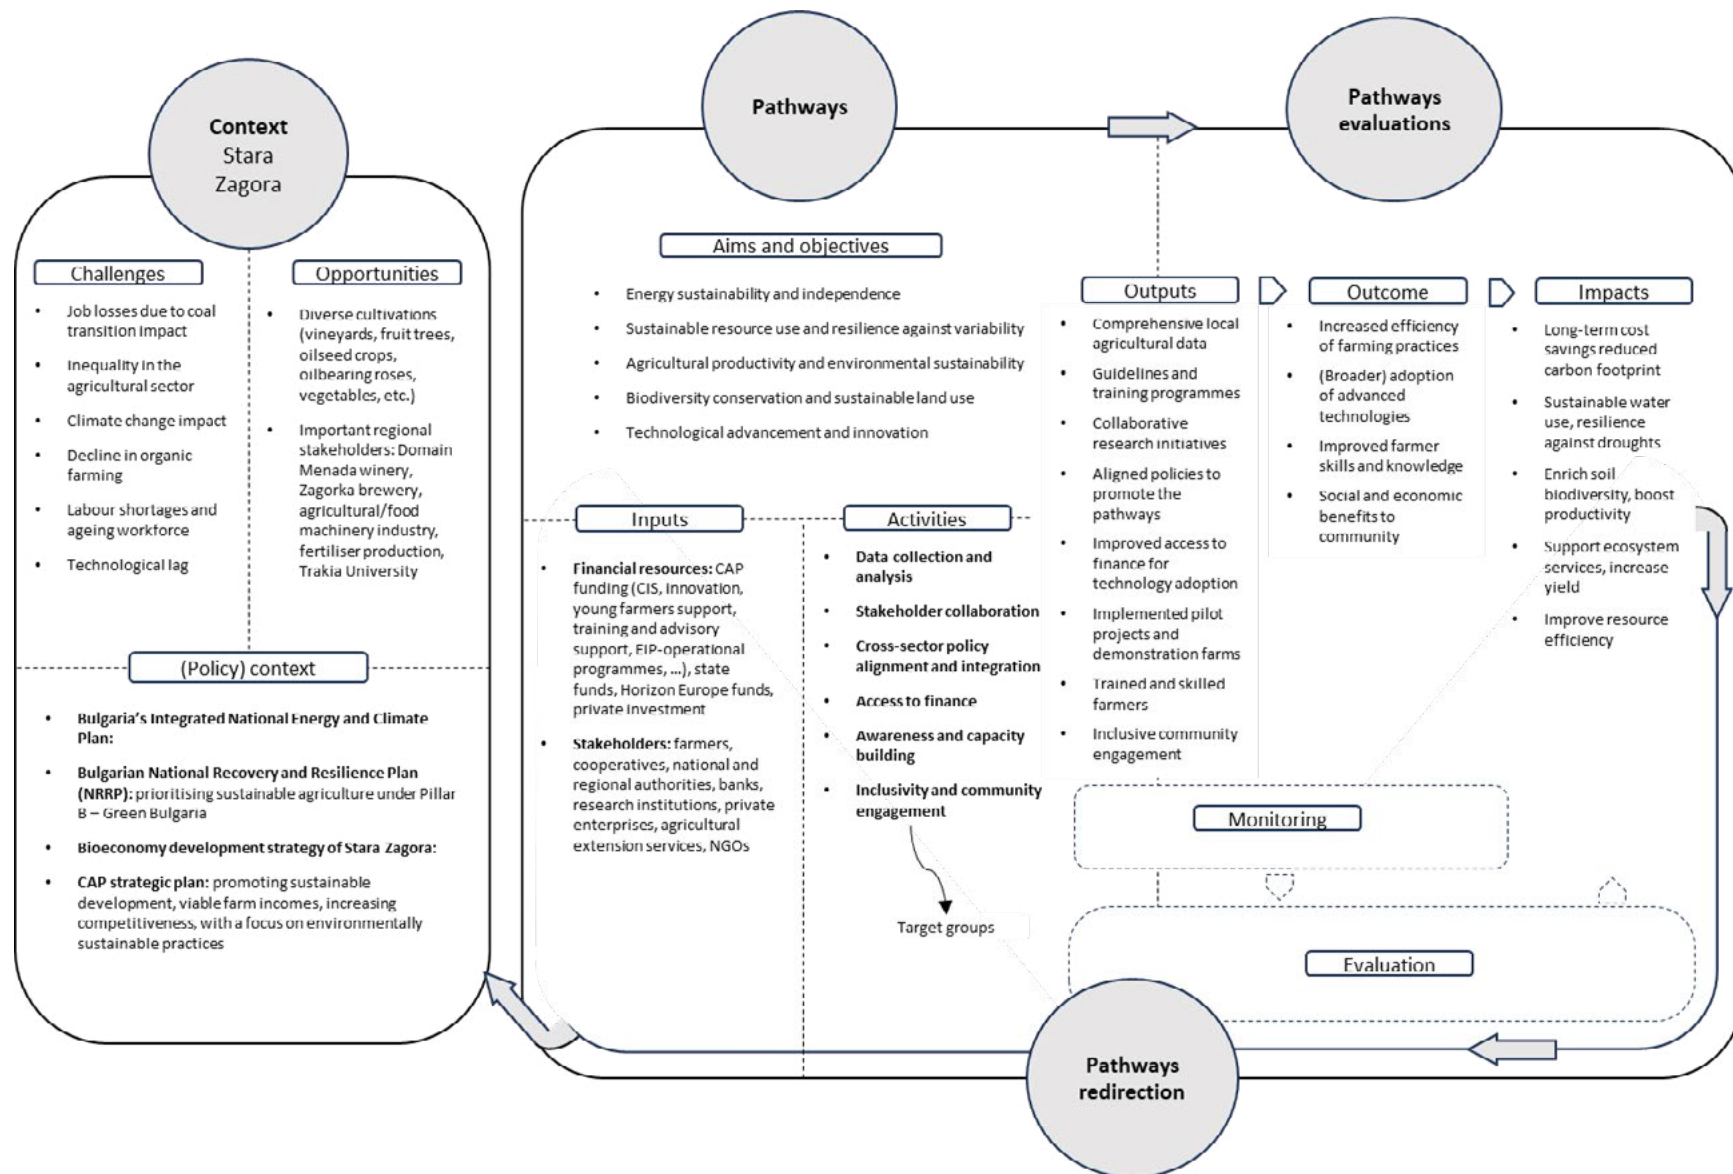 Context
Stara
Zagora
Challenges
• Job losses due to coal
transition impact
• Inequality in the
agricultural sector
• Climate change impact
• Decline in organic
farming
• Labour shortages and
ageing workforce
• Technological lag
Opportunities
• Diverse cultivations
(vineyards, fruit trees,
oilseed crops,
oilbearing roses,
vegetables, etc.)
• Important regional
stakeholders: Domain
Menada winery,
Zagorka brewery,
agricultural/food
machinery industry,
fertiliser production,
Trakia University
(Policy) context
• Bulgaria's Integrated National Energy and Climate
Plan:
• Bulgarian National Recovery and Resilience Plan
(NRRP): prioritising sustainable agriculture under Pillar
B – Green Bulgaria
• Bioeconomy development strategy of Stara Zagora:
• CAP strategic plan: promoting sustainable
development, viable farm incomes, increasing
competitiveness, with a focus on environmentally
sustainable practices
Pathways
Aims and objectives
• Energy sustainability and independence
• Sustainable resource use and resilience against variability
• Agricultural productivity and environmental sustainability
• Biodiversity conservation and sustainable land use
• Technological advancement and innovation
Inputs
• Financial resources: CAP
funding (CIS, innovation,
young farmers support,
training and advisory
support, EIP-operational
programmes, ...), state
funds, Horizon Europe funds,
private investment
• Stakeholders: farmers,
cooperatives, national and
regional authorities, banks,
research institutions, private
enterprises, agricultural
extension services, NGOs
Activities
• Data collection and
analysis
• Stakeholder collaboration
• Cross-sector policy
alignment and integration
• Access to finance
• Awareness and capacity
building
• Inclusivity and community
engagement
Target groups
Pathways
evaluations
Outputs
• Comprehensive local
agricultural data
• Guidelines and
training programmes
• Collaborative
research initiatives
• Aligned policies to
promote the
pathways
• Improved access to
finance for
technology adoption
• Implemented pilot
projects and
demonstration farms
• Trained and skilled
farmers
• Inclusive community
engagement
Outcome
• Increased efficiency
of farming practices
• (Broader) adoption
of advanced
technologies
• Improved farmer
skills and knowledge
• Social and economic
benefits to
community
Impacts
• Long-term cost
savings reduced
carbon footprint
• Sustainable water
use, resilience
against droughts
• Enrich soil
biodiversity, boost
productivity
• Support ecosystem
services, increase
yield
• Improve resource
efficiency
Monitoring
Evaluation
Pathways
redirection